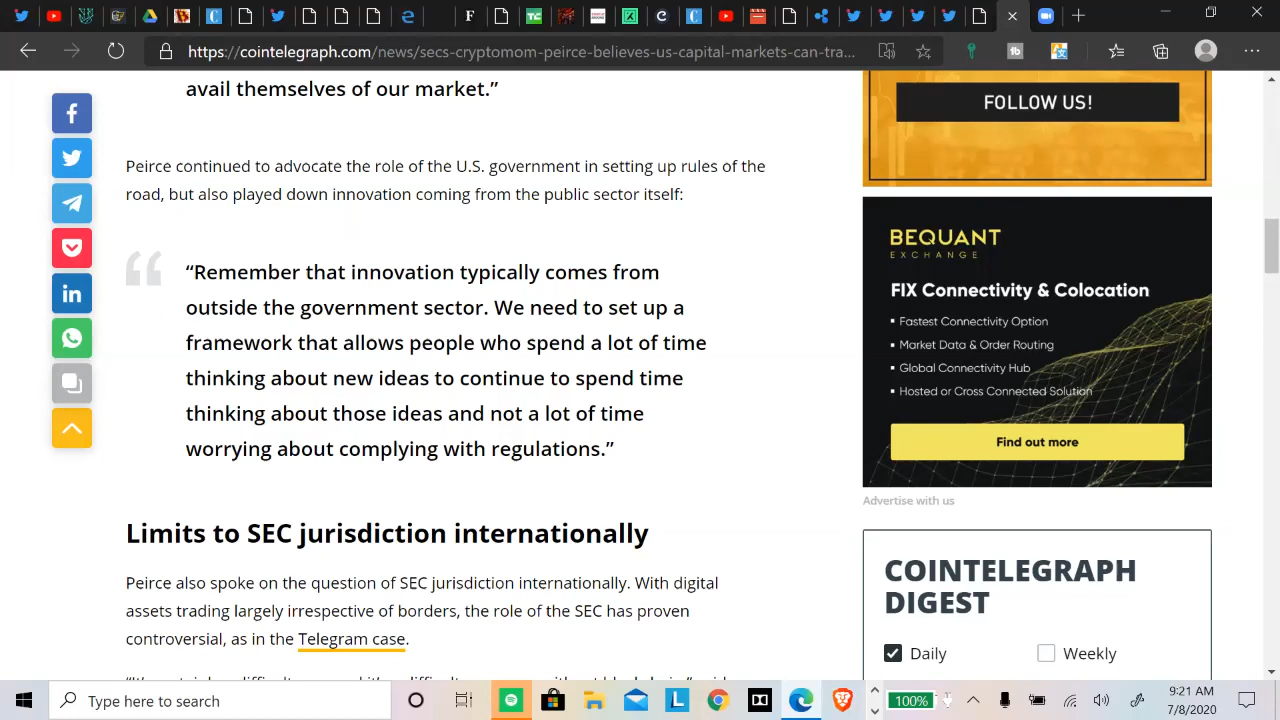 https://cointelegraph.com/news/secs-cryptomom-peirce-believes-us-capital-markets-can-tra...
avail themselves of our market.”
Peirce continued to advocate the role of the U.S. government in setting up rules of the
road, but also played down innovation coming from the public sector itself:
“Remember that innovation typically comes from
outside the government sector. We need to set up a
framework that allows people who spend a lot of time
thinking about new ideas to continue to spend time
thinking about those ideas and not a lot of time
worrying about complying with regulations.”
Limits to SEC jurisdiction internationally
Peirce also spoke on the question of SEC jurisdiction internationally. With digital
assets trading largely irrespective of borders, the role of the SEC has proven
controversial, as in the Telegram case.
FOLLOW US!
BEQUANT
EXCHANGE
FIX Connectivity & Colocation
Fastest Connectivity Option
Market Data & Order Routing
Global Connectivity Hub
Hosted or Cross Connected Solution
Find out more
Advertise with us
COINTELEGRAPH
DIGEST
Daily
Weekly
Type here to search
100%
9:21 AM
7/8/2020